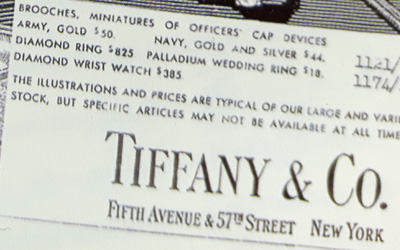 BROOCHES, MINIATURES OF OFFICERS' CAP DEVICES
ARMY, GOLD $50. NAVY, GOLD AND SILVER $44.
DIAMOND RING $825 PALLADIUM WEDDING RING $18.
DIAMOND WRIST WATCH $385.
1121/
1174/
THE ILLUSTRATIONS AND PRICES ARE TYPICAL OF OUR LARGE AND VARI
STOCK, BUT SPECIFIC ARTICLES MAY NOT BE AVAILABLE AT ALL TIME
TIFFANY & CO.
FIFTH AVENUE & 57TH STREET NEW YORK